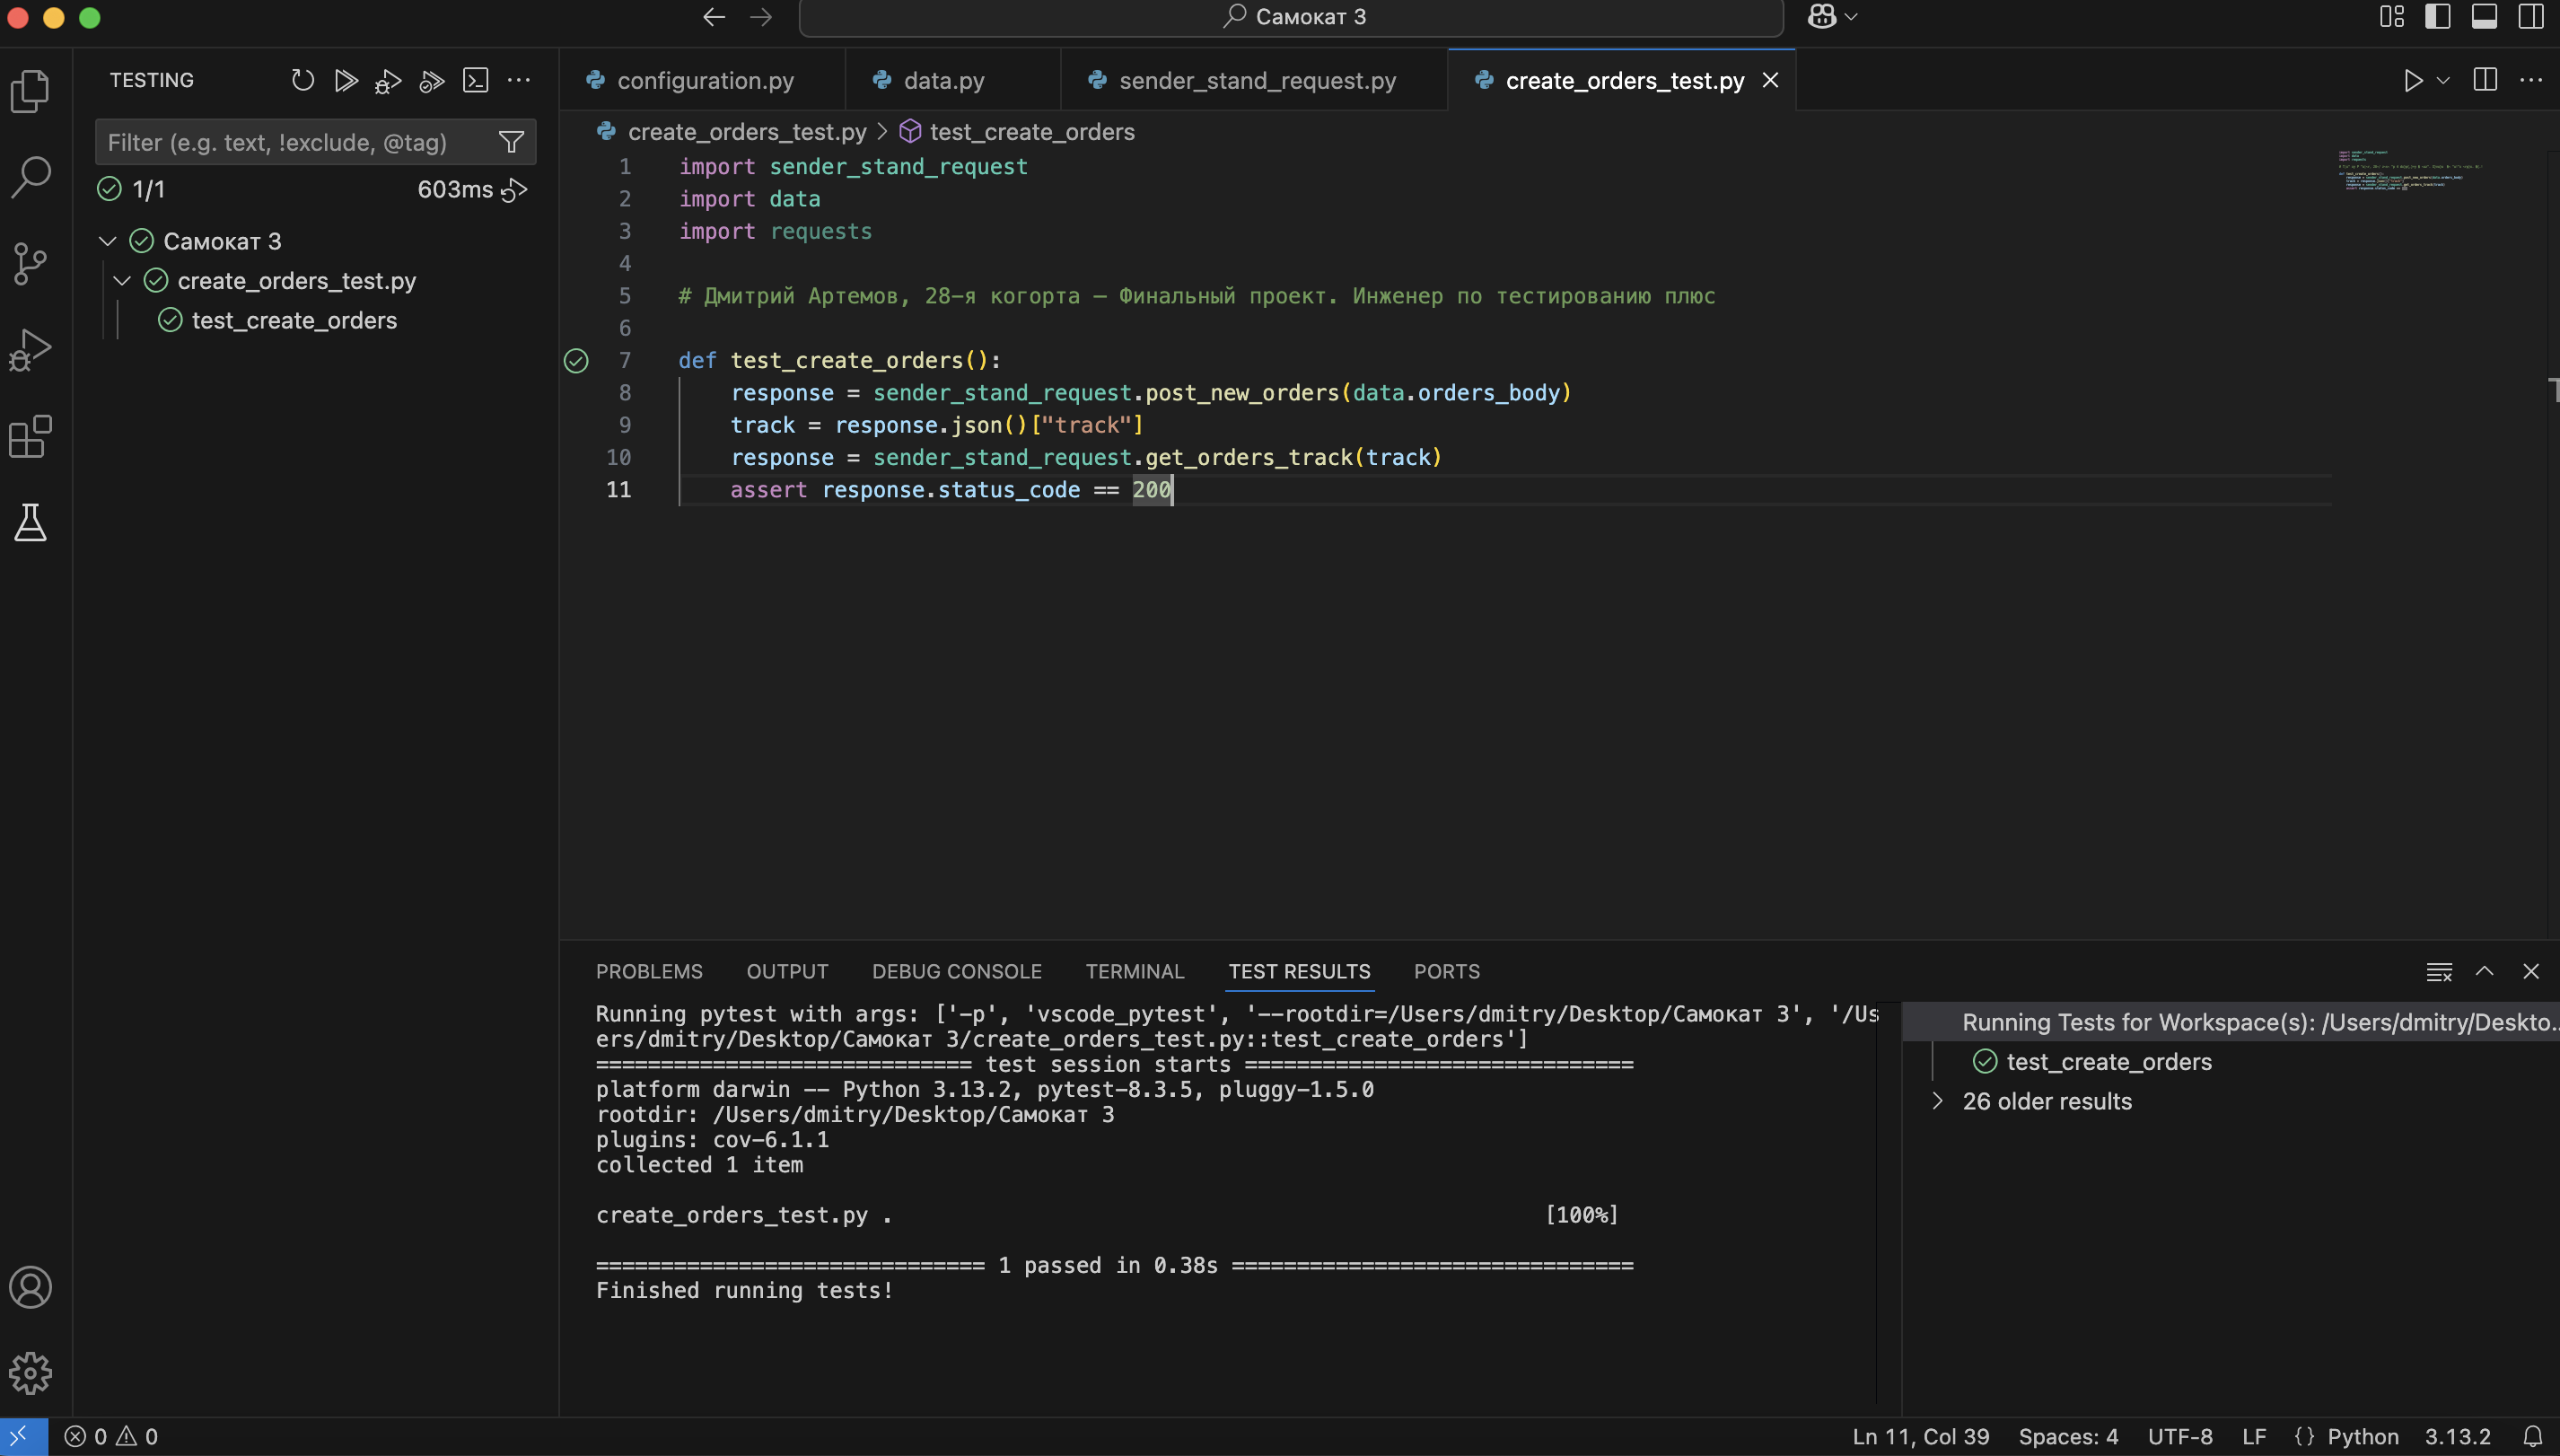 Самокат 3
TESTING
Filter (e.g. text, !exclude, @tag)
1/1
603ms
Самокат 3
create_orders_test.py
test_create_orders
configuration.py
data.py
sender_stand_request.py
create_orders_test.py
create_orders_test.py > test_create_orders
1 import sender_stand_request
2 import data
3 import requests
4
5 # Дмитрий Артемов, 28-я когорта — Финальный проект. Инженер по тестированию плюс
6
7 def test_create_orders():
8 response = sender_stand_request.post_new_orders(data.orders_body)
9 track = response.json()["track"]
10 response = sender_stand_request.get_orders_track(track)
11 assert response.status_code == 200
PROBLEMS OUTPUT DEBUG CONSOLE TERMINAL TEST RESULTS PORTS
Running pytest with args: ['-p', 'vscode_pytest', '--rootdir=/Users/dmitry/Desktop/Самокат 3', '/Us
ers/dmitry/Desktop/Самокат 3/create_orders_test.py::test_create_orders']
============================= test session starts ==============================
platform darwin -- Python 3.13.2, pytest-8.3.5, pluggy-1.5.0
rootdir: /Users/dmitry/Desktop/Самокат 3
plugins: cov-6.1.1
collected 1 item
create_orders_test.py . [100%]
============================== 1 passed in 0.38s ===============================
Finished running tests!
Running Tests for Workspace(s): /Users/dmitry/Deskto...
test_create_orders
26 older results
0 0
Ln 11, Col 39 Spaces: 4 UTF-8 LF {} Python 3.13.2